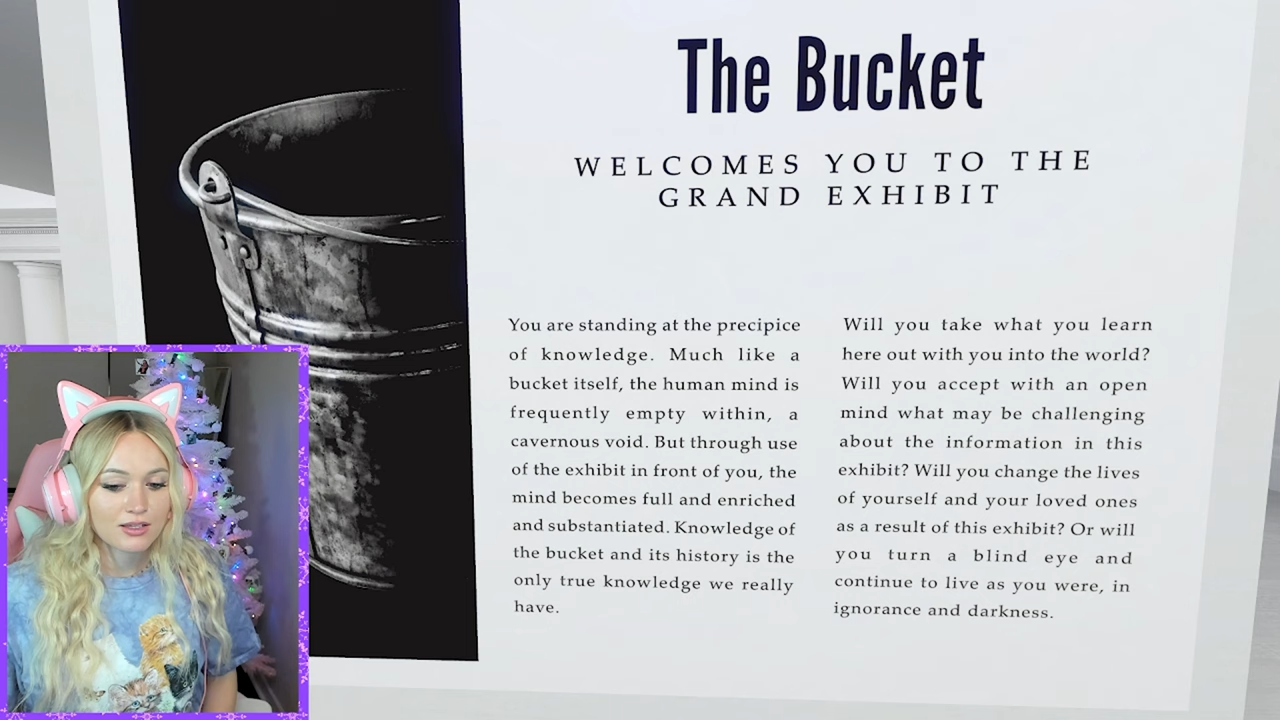 The Bucket
WELCOMES YOU TO THE
GRAND EXHIBIT
You are standing at the precipice
of knowledge. Much like a
bucket itself, the human mind is
frequently empty within, a
cavernous void. But through use
of the exhibit in front of you, the
mind becomes full and enriched
and substantiated. Knowledge of
the bucket and its history is the
only true knowledge we really
have.
Will you take what you learn
here out with you into the world?
Will you accept with an open
mind what may be challenging
about the information in this
exhibit? Will you change the lives
of yourself and your loved ones
as a result of this exhibit? Or will
you turn a blind eye and
continue to live as you were, in
ignorance and darkness.